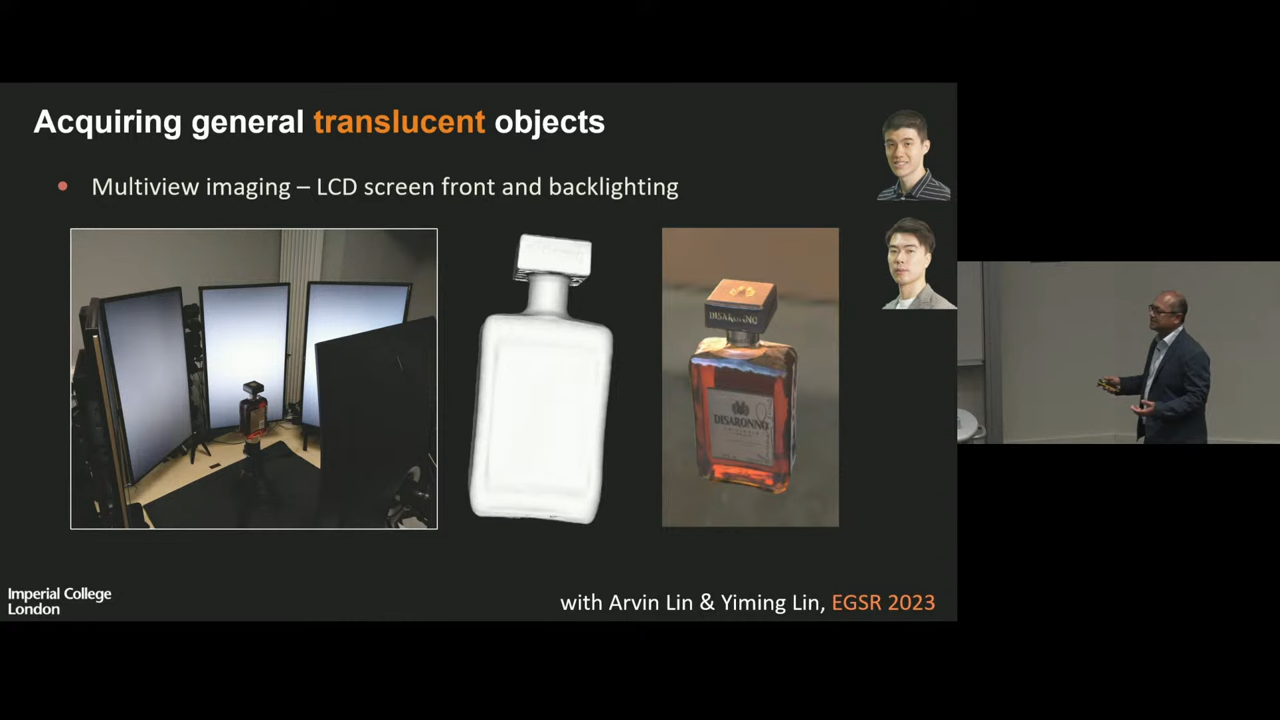 Acquiring general translucent objects
• Multiview imaging – LCD screen front and backlighting
DISARONNO
DISARONNO
Imperial College
London
with Arvin Lin & Yiming Lin, EGSR 2023